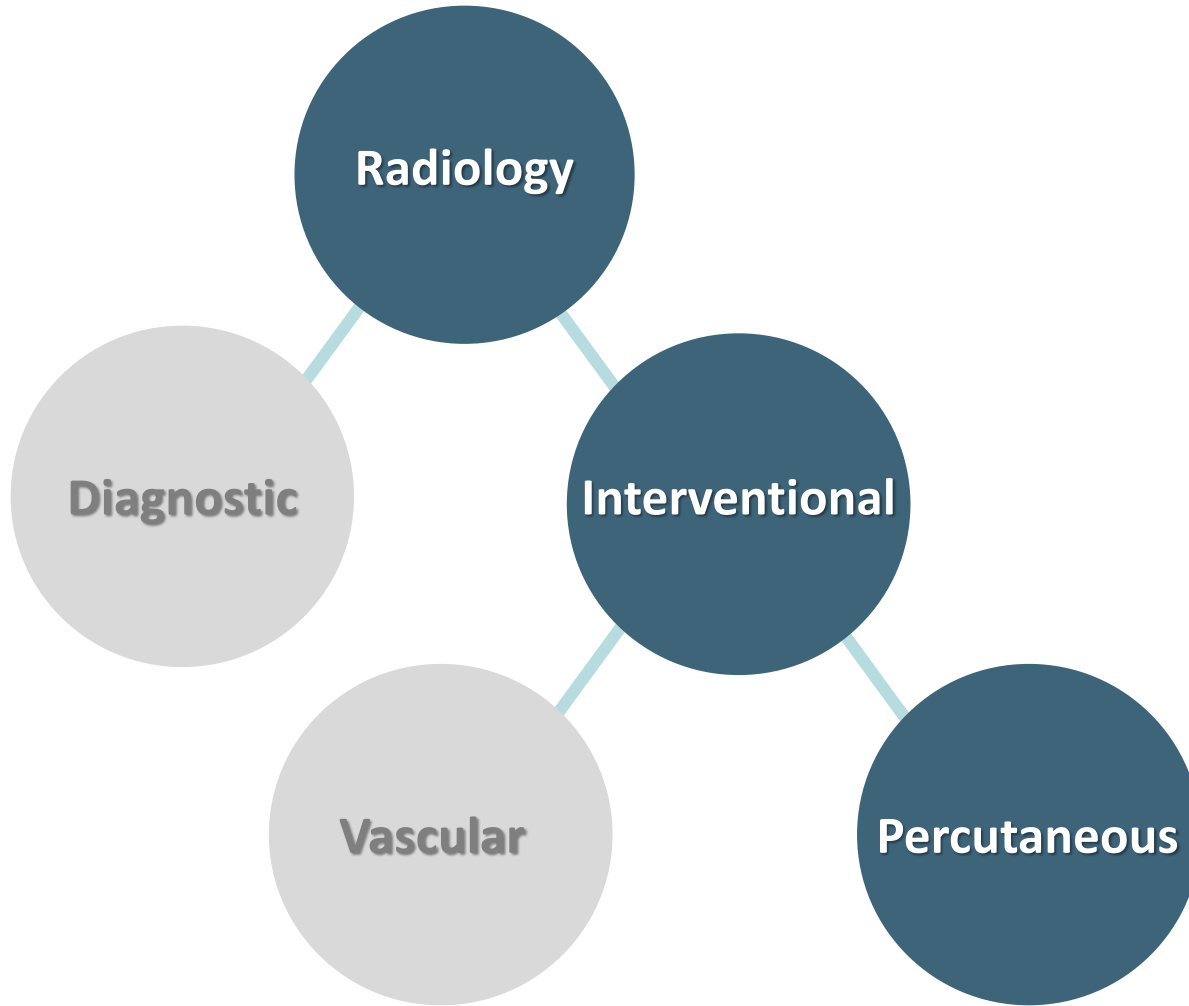 Radiology
Diagnostic
Interventional
Vascular
Percutaneous